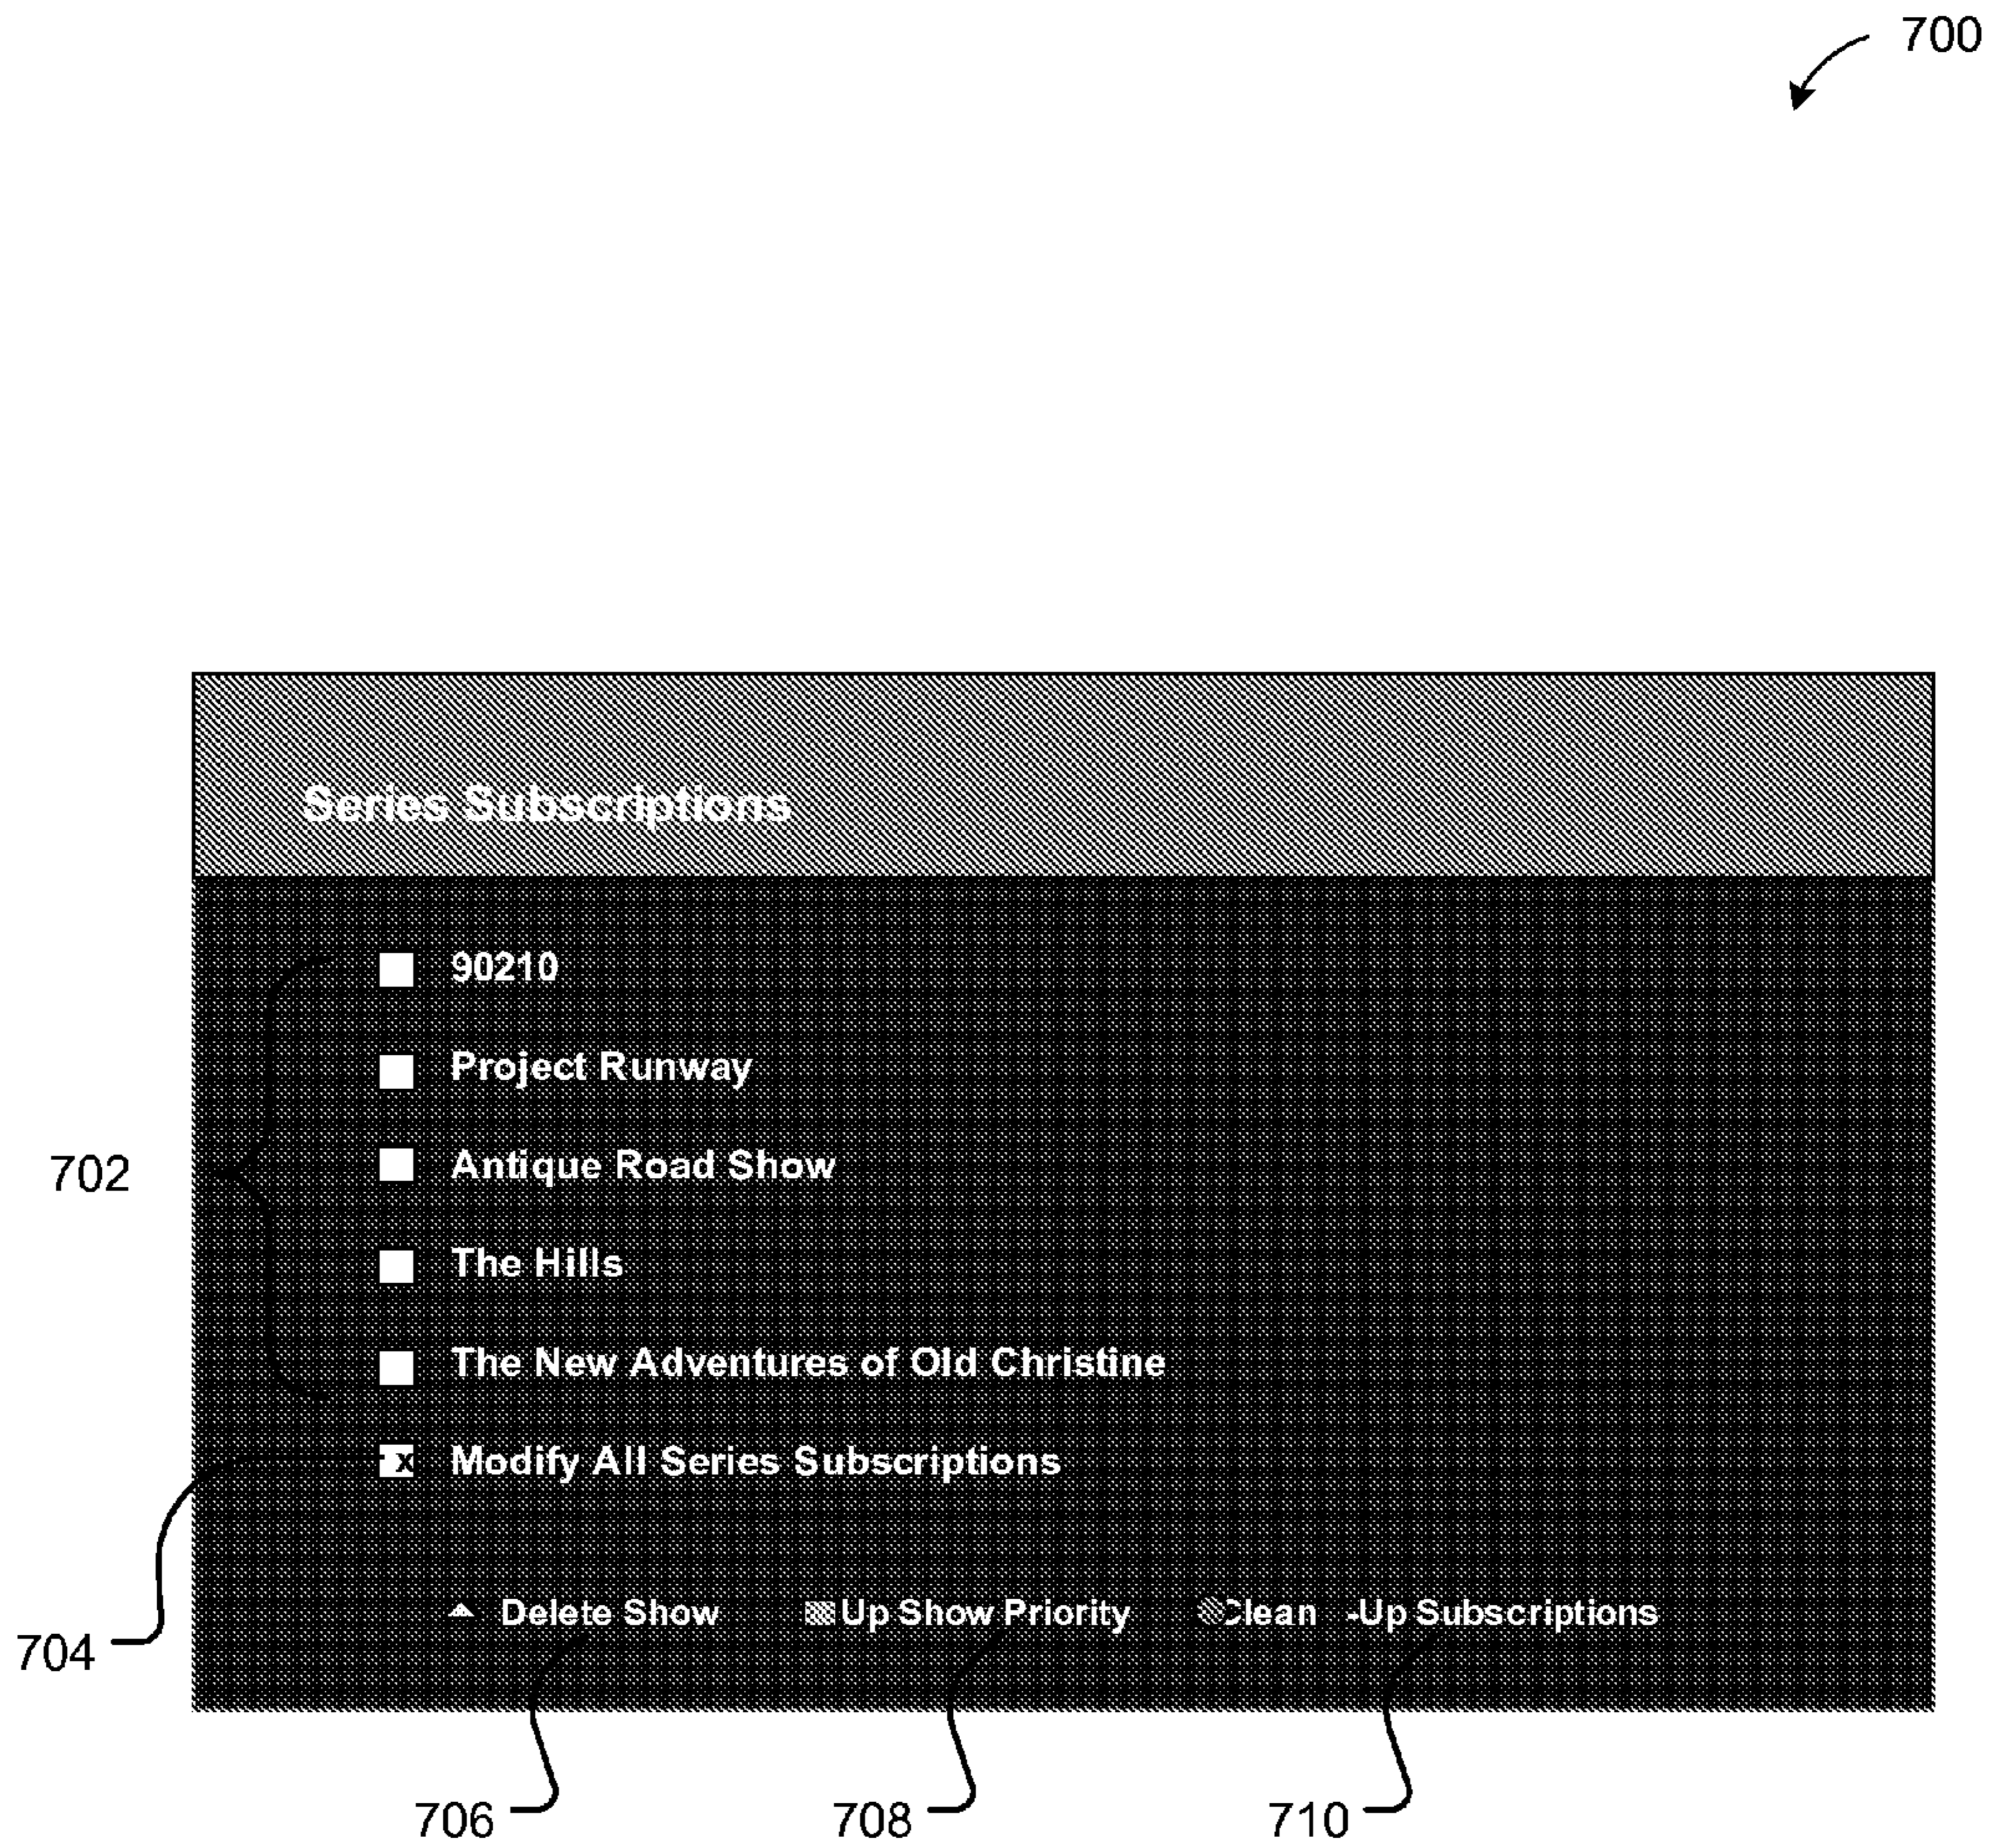 700
Series Subscriptions
90210
Project Runway
702
Antique Road Show
The Hills
The New Adventures of Old Christine
x Modify All Series Subscriptions
704
Delete Show Up Show Priority Clean -Up Subscriptions
706 708 710